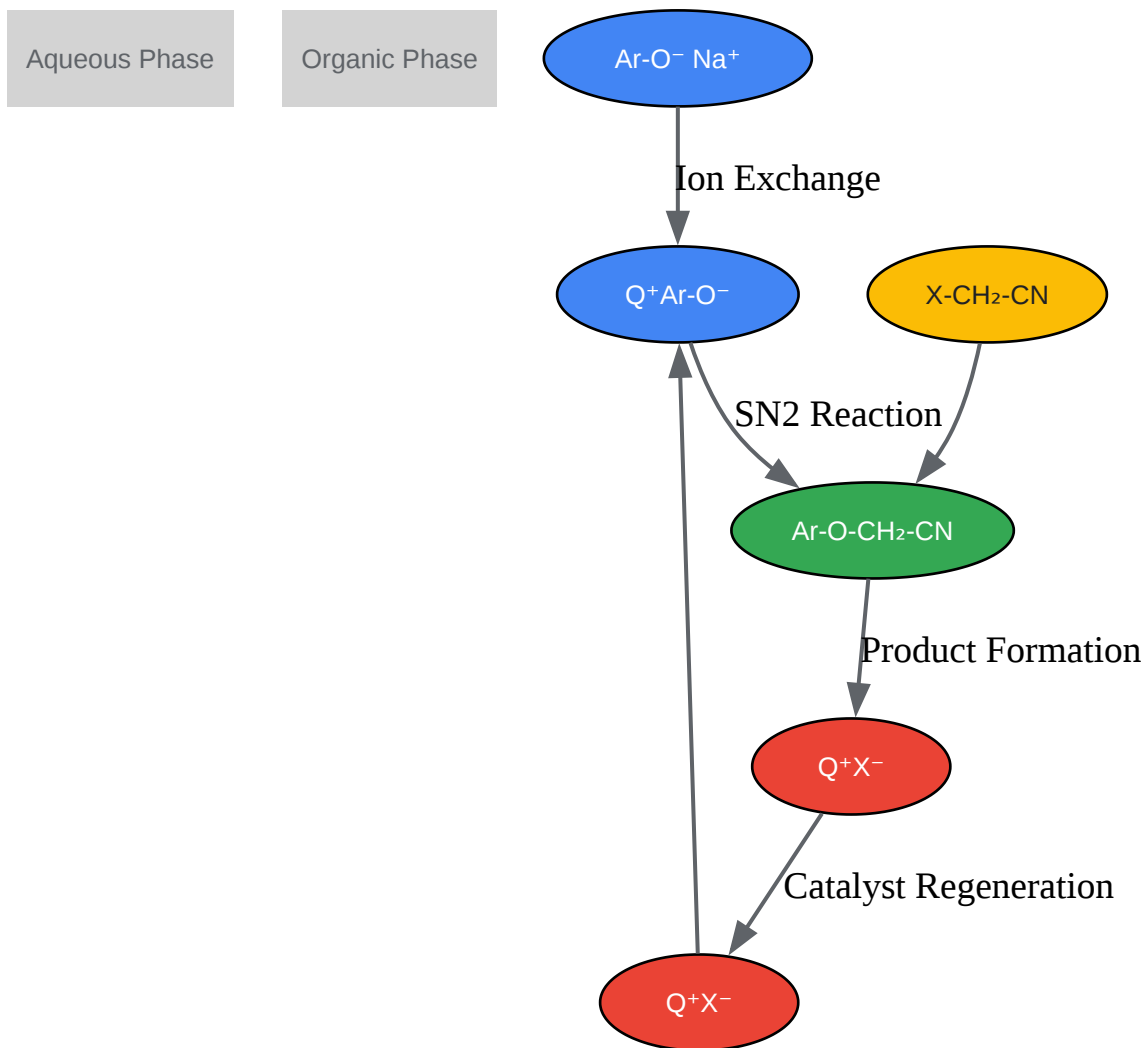 Aqueous Phase
Organic Phase
Ar-O⁻ Na⁺
Ion Exchange
Q⁺Ar-O⁻
X-CH₂-CN
SN2 Reaction
Ar-O-CH₂-CN
Product Formation
Q⁺X⁻
Catalyst Regeneration
Q⁺X⁻